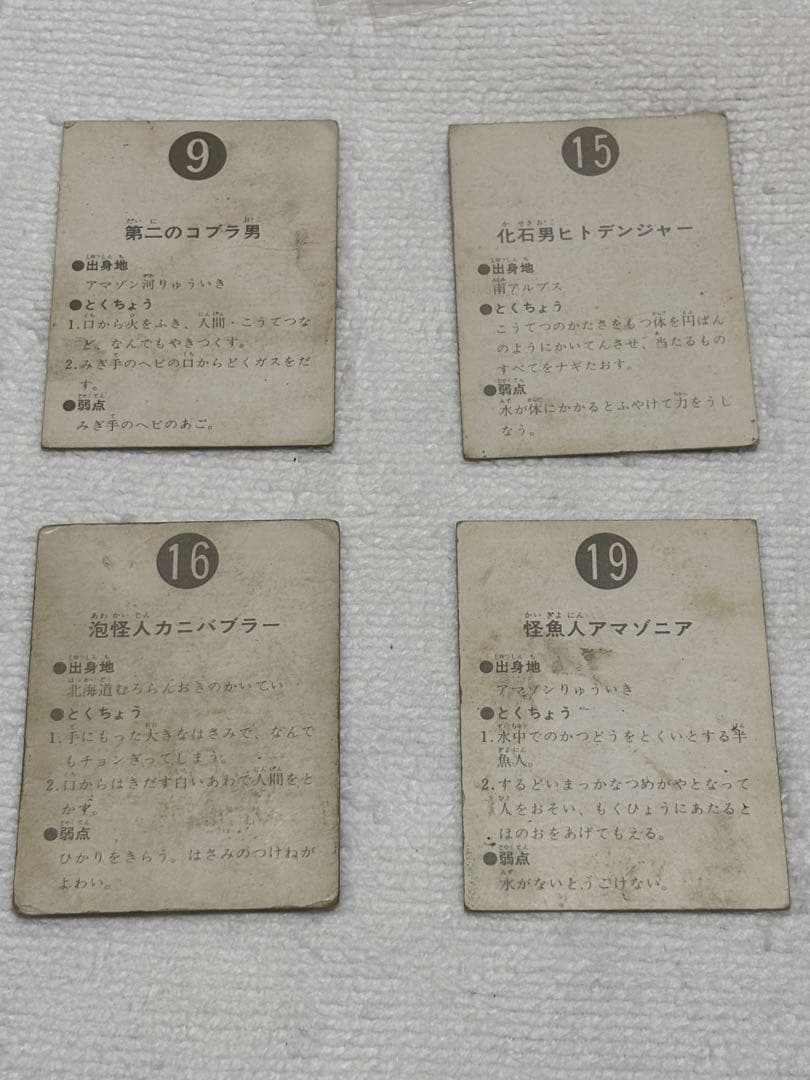 9
第二のコブラ男
●出身地
アマゾン河りゅういき
●とくちょう
1.口から火をふき、人間・こうてつな
ど、なんでもやきつくす。
2.みぎ手のヘビの口からどくガスをだ
す。
●弱点
みぎ手のヘビのあご。
15
化石男ヒトデンジャー
●出身地
南アルプス
●とくちょう
こうてつのかたさをもつ体を円ばん
のようにかいてんさせ、当たるもの
すべてをナギたおす。
●弱点
水が体にかかるとふやけて力をうし
なう。
16
泡怪人カニバブラー
●出身地
北海道むろらんおきのかいてい
●とくちょう
1.手にもった大きなはさみで、なんで
もチョンぎってしまう。
2.口からはきだす白いあわで人間をと
かす。
●弱点
ひかりをきらう。はさみのつけねが
よわい。
19
怪魚人アマゾニア
●出身地
アマゾンりゅういき
●とくちょう
1.水中でのかつどうをとくいとする半
魚人。
2.するどいまっかなつめがやとなって
人をおそい、もくひょうにあたると
ほのおをあげてもえる。
●弱点
水がないとうごけない。